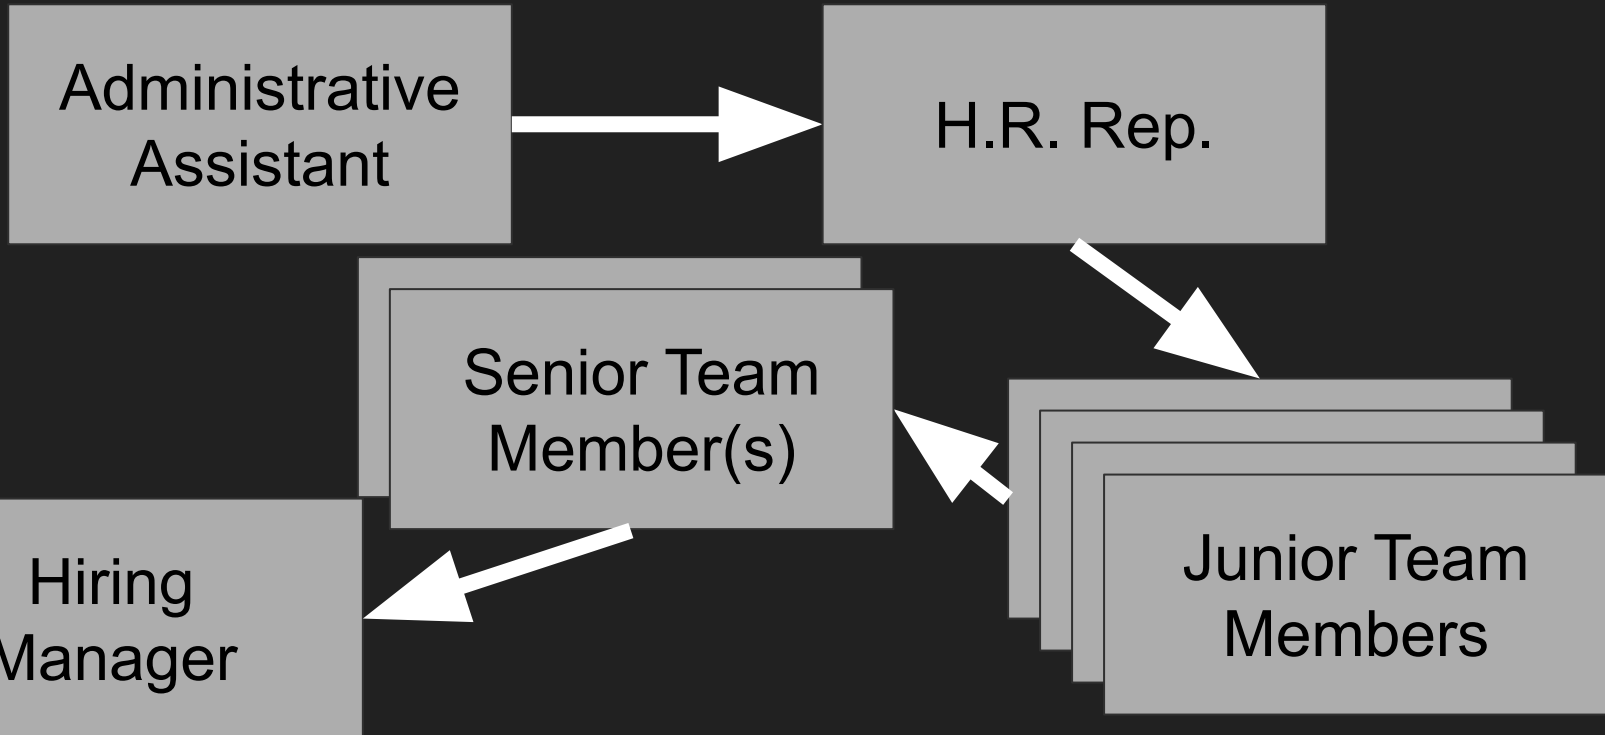 Administrative
Assistant
H.R. Rep.
Senior Team
Member(s)
Junior Team
Members
Hiring
Manager